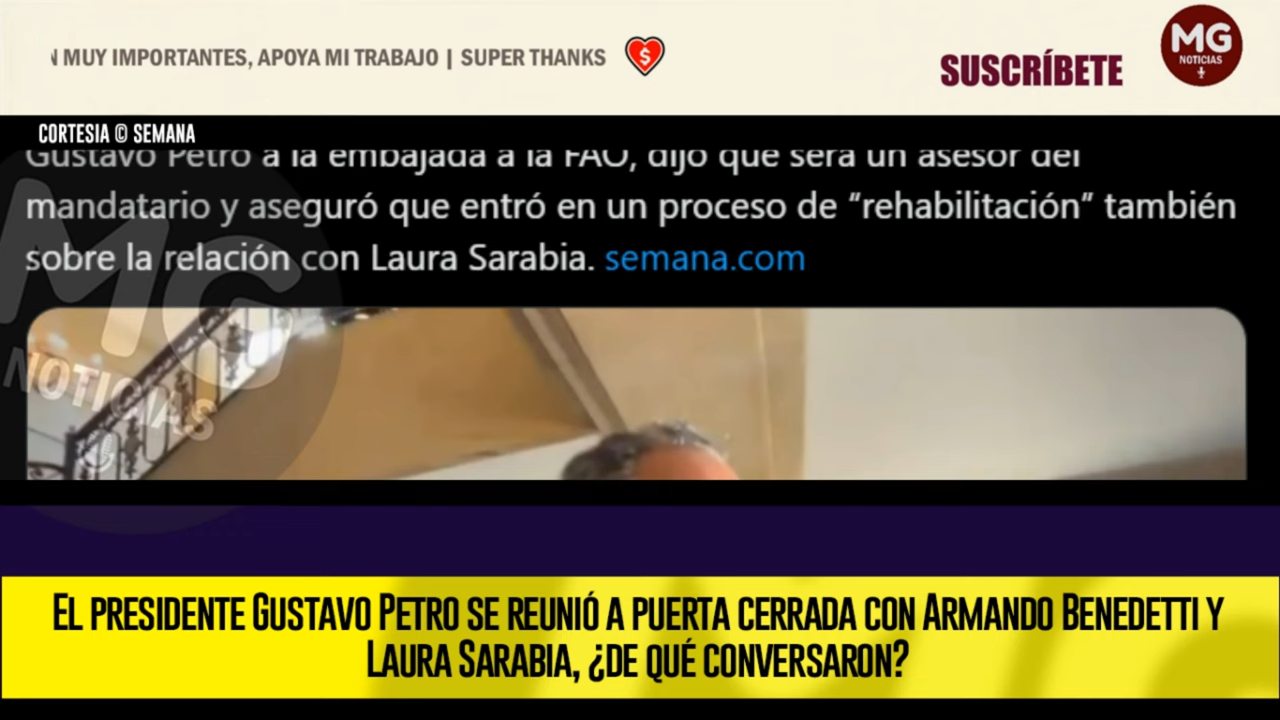 MUY IMPORTANTES, APOYA MI TRABAJO | SUPER THANKS
$
SUSCRÍBETE
MG
NOTICIAS
CORTESIA © SEMANA
Gustavo Petro a la embajada a la FAO, dijo que será un asesor del
mandatario y aseguró que entró en un proceso de “rehabilitación” también
sobre la relación con Laura Sarabia. semana.com
MG
NOTICIAS
EL PRESIDENTE GUSTAVO PETRO SE REUNIÓ A PUERTA CERRADA CON ARMANDO BENEDETTI Y
LAURA SARABIA, ¿DE QUÉ CONVERSARON?